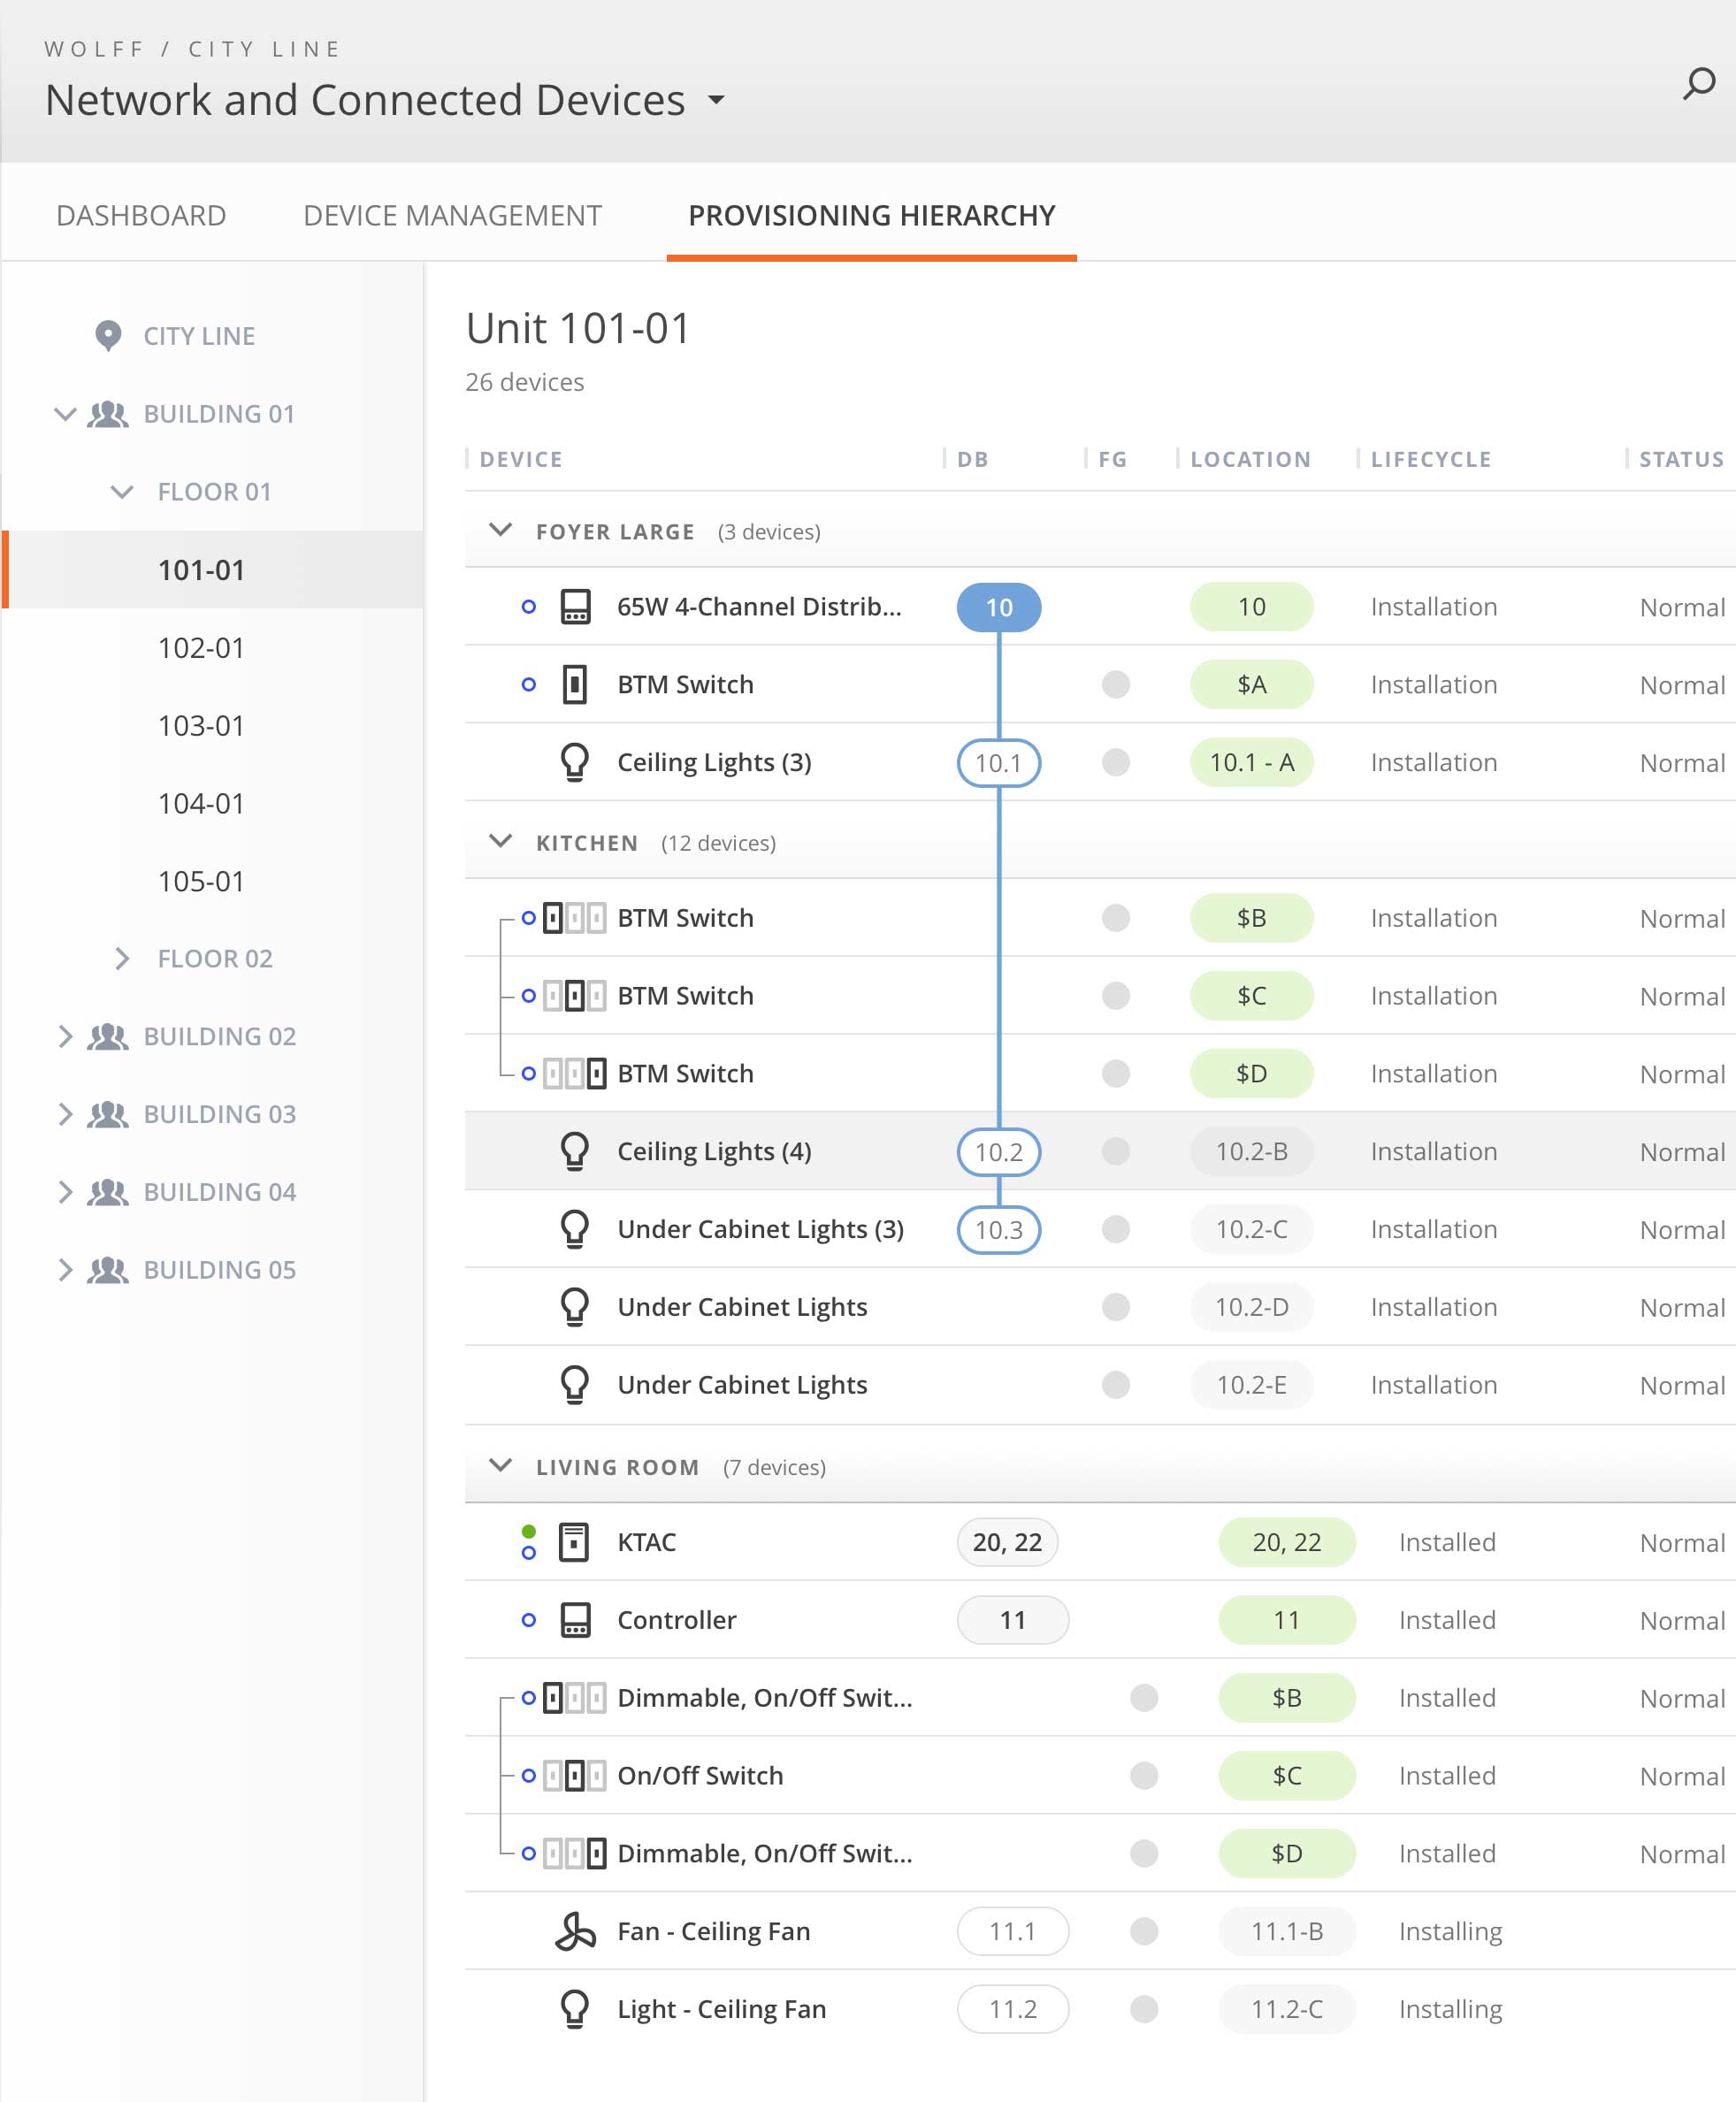 WOLFF / CITY LINE
Network and Connected Devices
DASHBOARD DEVICE MANAGEMENT PROVISIONING HIERARCHY
CITY LINE
BUILDING 01
FLOOR 01
101-01
102-01
103-01
104-01
105-01
FLOOR 02
BUILDING 02
BUILDING 03
BUILDING 04
BUILDING 05
Unit 101-01
26 devices
DEVICE DB FG LOCATION LIFECYCLE STATUS
FOYER LARGE (3 devices)
65W 4-Channel Distrib... 10 10 Installation Normal
BTM Switch $A Installation Normal
Ceiling Lights (3) 10.1 10.1 - A Installation Normal
KITCHEN (12 devices)
BTM Switch $B Installation Normal
BTM Switch $C Installation Normal
BTM Switch $D Installation Normal
Ceiling Lights (4) 10.2 10.2-B Installation Normal
Under Cabinet Lights (3) 10.3 10.2-C Installation Normal
Under Cabinet Lights 10.2-D Installation Normal
Under Cabinet Lights 10.2-E Installation Normal
LIVING ROOM (7 devices)
KTAC 20, 22 20, 22 Installed Normal
Controller 11 11 Installed Normal
Dimmable, On/Off Swit... $B Installed Normal
On/Off Switch $C Installed Normal
Dimmable, On/Off Swit... $D Installed Normal
Fan - Ceiling Fan 11.1 11.1-B Installing
Light - Ceiling Fan 11.2 11.2-C Installing